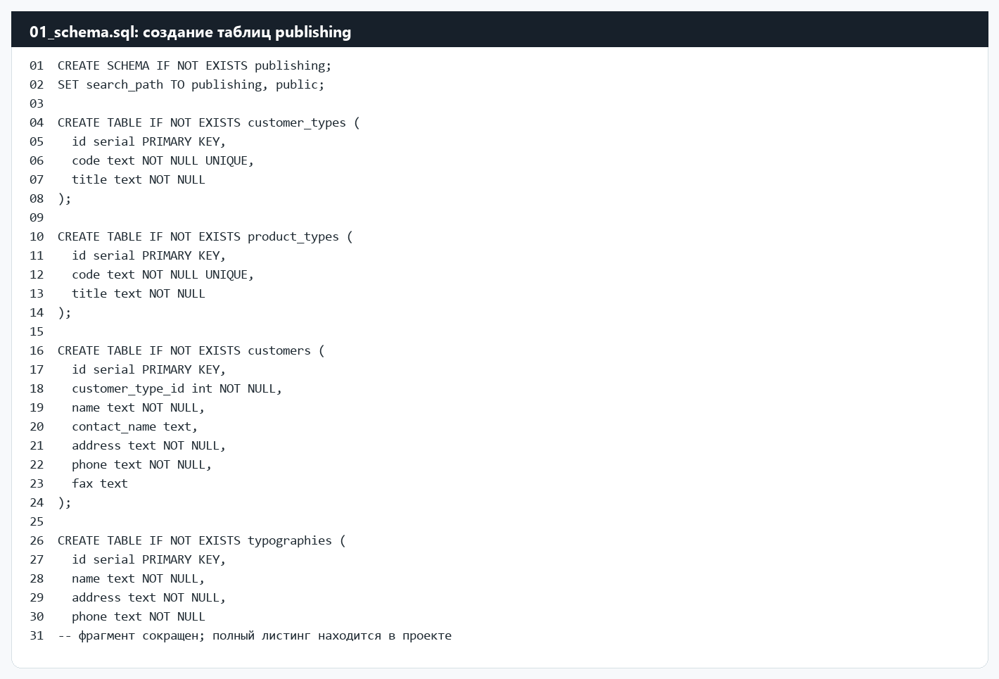 01_schema.sql: создание таблиц publishing
01  CREATE SCHEMA IF NOT EXISTS publishing;
02  SET search_path TO publishing, public;
03
04  CREATE TABLE IF NOT EXISTS customer_types (
05    id serial PRIMARY KEY,
06    code text NOT NULL UNIQUE,
07    title text NOT NULL
08  );
09
10  CREATE TABLE IF NOT EXISTS product_types (
11    id serial PRIMARY KEY,
12    code text NOT NULL UNIQUE,
13    title text NOT NULL
14  );
15
16  CREATE TABLE IF NOT EXISTS customers (
17    id serial PRIMARY KEY,
18    customer_type_id int NOT NULL,
19    name text NOT NULL,
20    contact_name text,
21    address text NOT NULL,
22    phone text NOT NULL,
23    fax text
24  );
25
26  CREATE TABLE IF NOT EXISTS typographies (
27    id serial PRIMARY KEY,
28    name text NOT NULL,
29    address text NOT NULL,
30    phone text NOT NULL
31  -- фрагмент сокращен; полный листинг находится в проекте